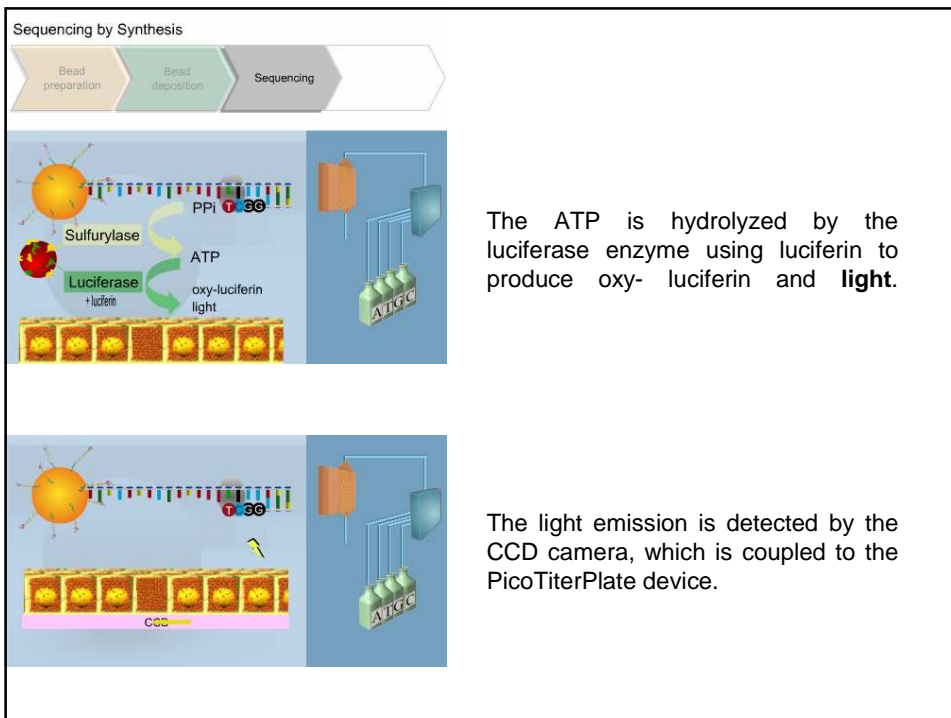 Sequencing by Synthesis
Bead
preparation
Bead
deposition
Sequencing
PPi
T C G G
Sulfurylase
ATP
Luciferase
+ luciferin
oxy-luciferin
light
A T G C
The ATP is hydrolyzed by the
luciferase enzyme using luciferin to
produce oxy- luciferin and light.
T C G G
CCD
A T G C
The light emission is detected by the
CCD camera, which is coupled to the
PicoTiterPlate device.